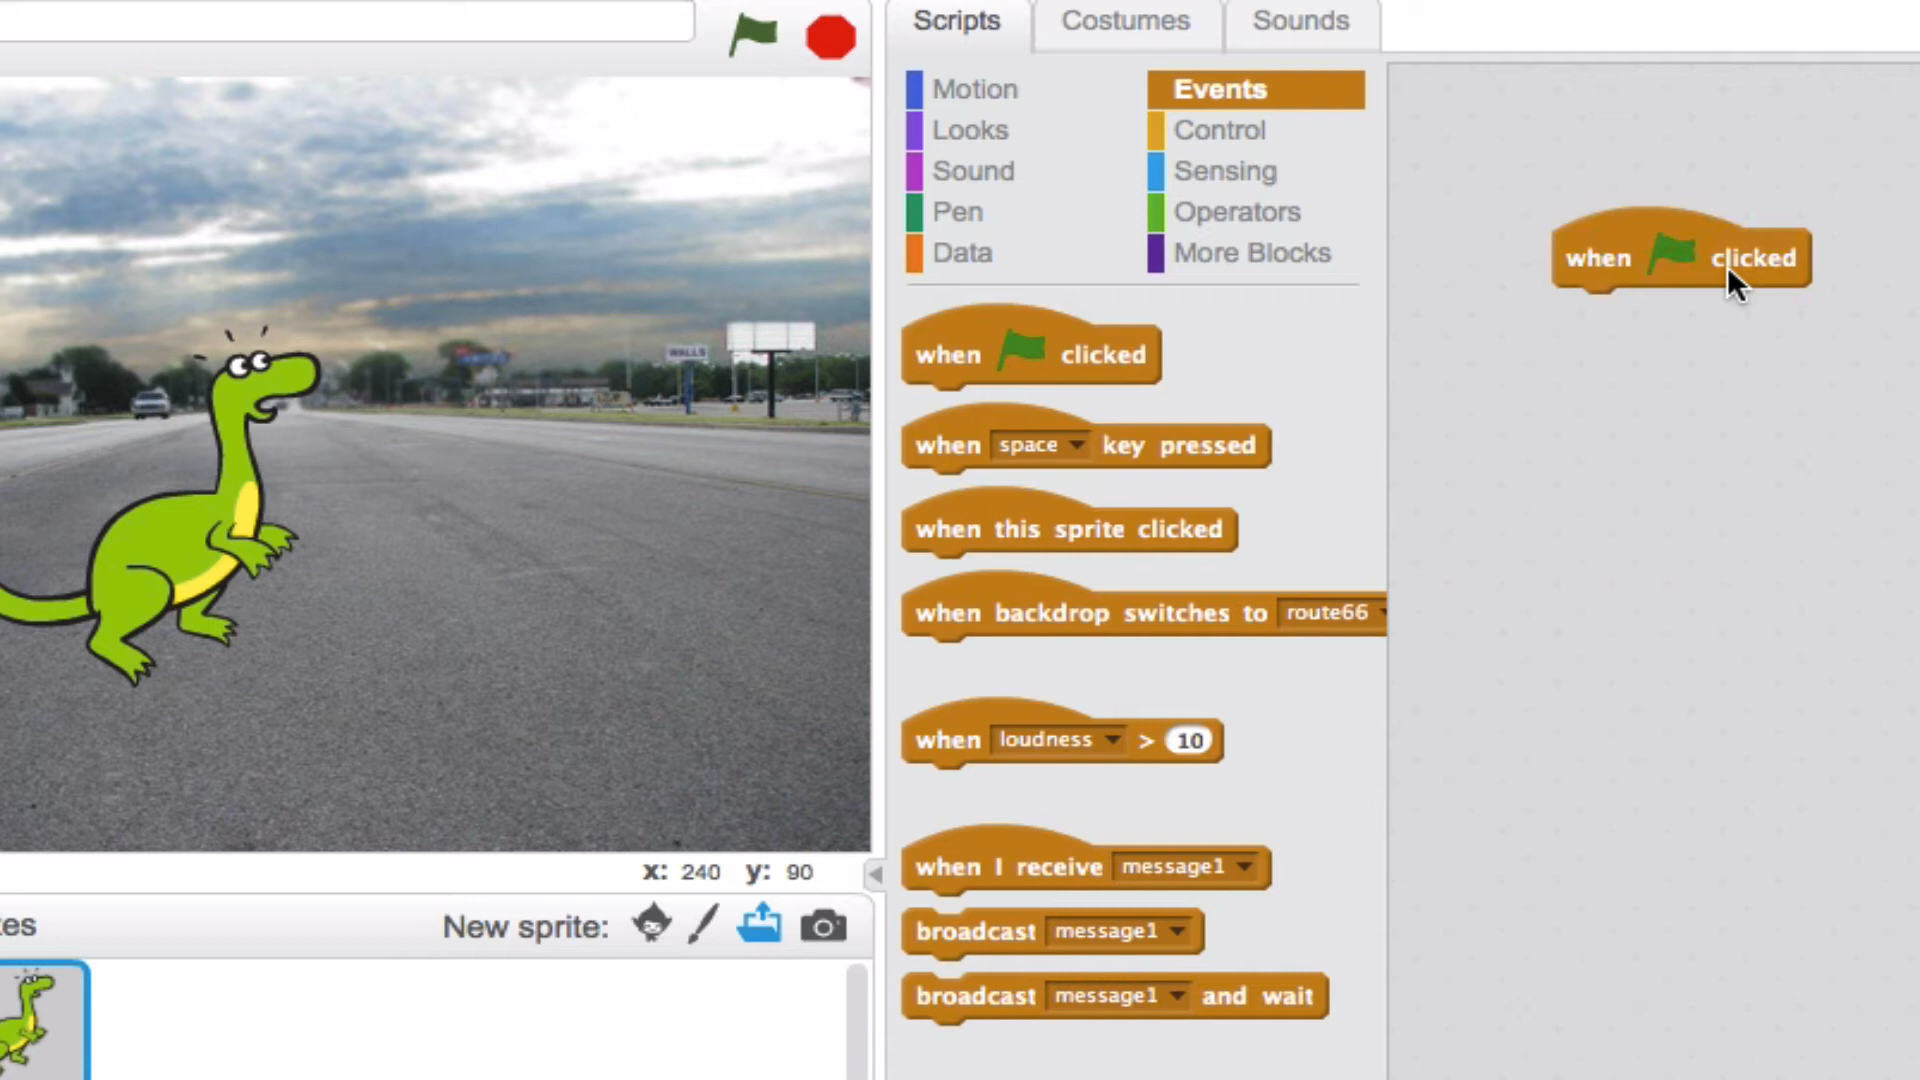 Scripts
Costumes
Sounds
Motion
Looks
Sound
Pen
Data
Events
Control
Sensing
Operators
More Blocks
when clicked
when space key pressed
when this sprite clicked
when backdrop switches to route66
when loudness > 10
when I receive message1
broadcast message1
broadcast message1 and wait
when clicked
WALLS
x: 240 y: 90
New sprite: